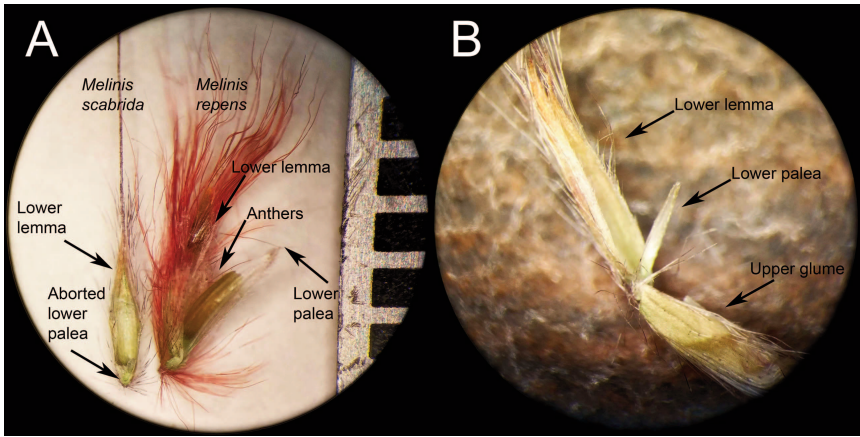 A
Melinis
scabrida
Melinis
repens
Lower lemma
Anthers
Lower
lemma
Aborted
lower
palea
Lower
palea
B
Lower lemma
Lower palea
Upper glume